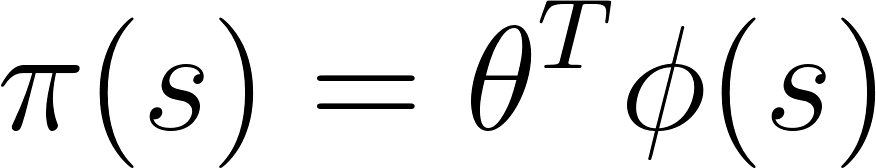 π(s) = θ^T ϕ(s)